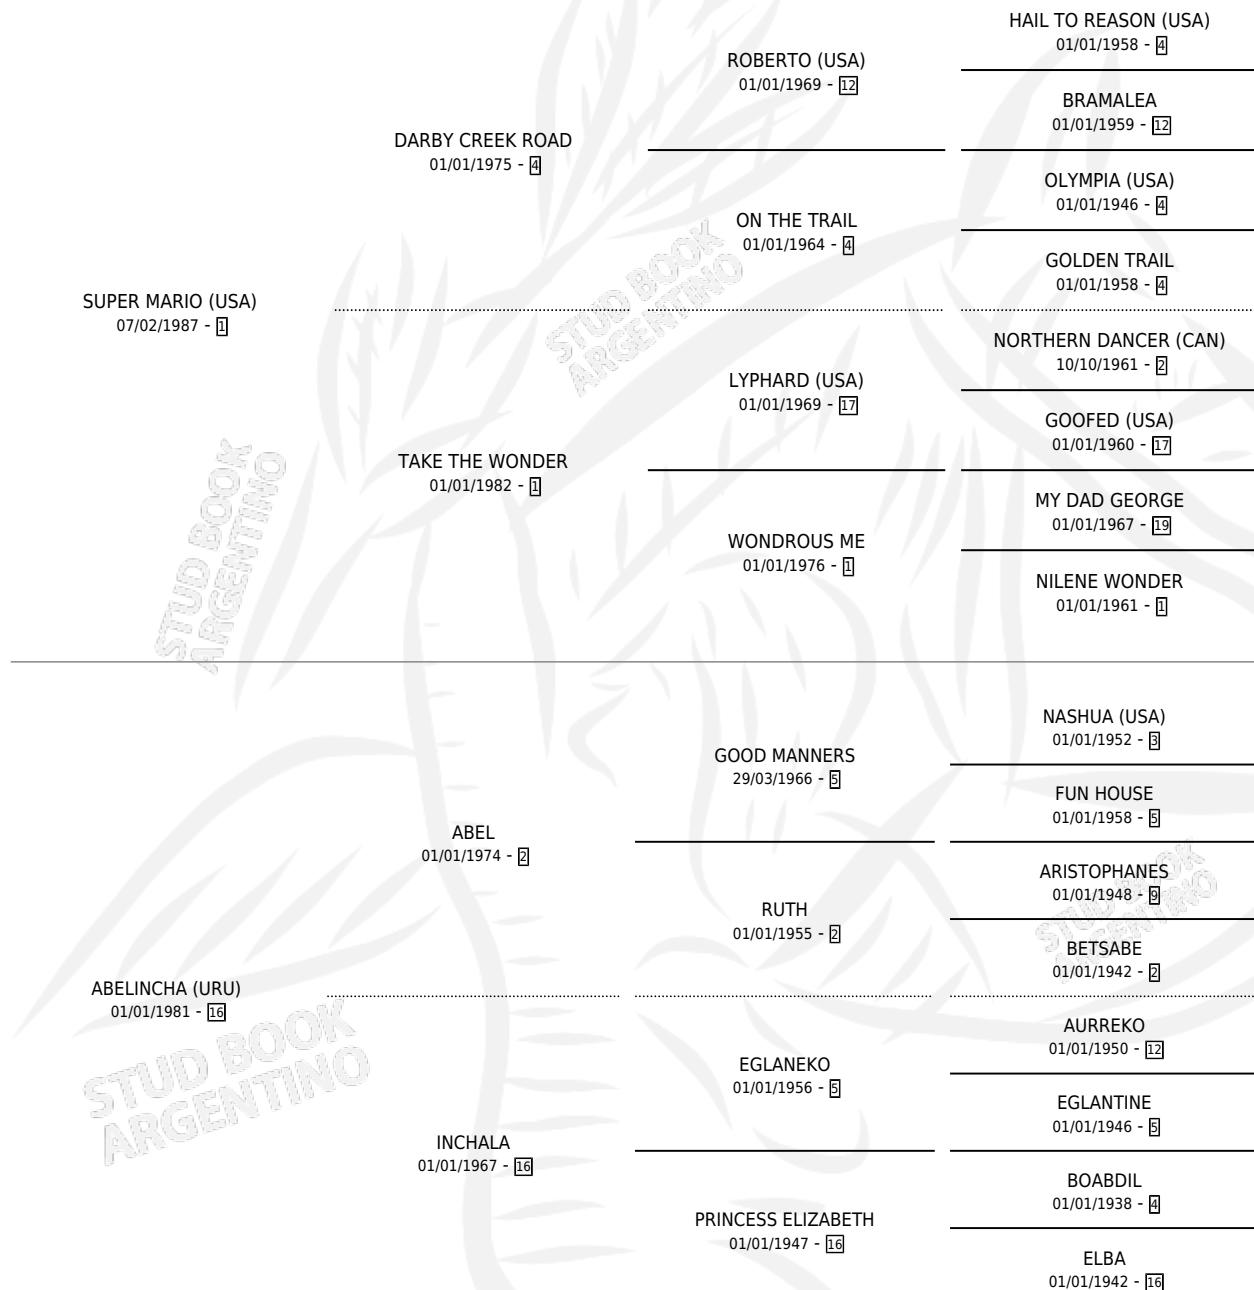 HAIL TO REASON (USA)
01/01/1958 - 4
ROBERTO (USA)
01/01/1969 - 12
BRAMALEA
01/01/1959 - 12
DARBY CREEK ROAD
01/01/1975 - 4
OLYMPIA (USA)
01/01/1946 - 4
ON THE TRAIL
01/01/1964 - 4
GOLDEN TRAIL
01/01/1958 - 4
SUPER MARIO (USA)
07/02/1987 - 1
NORTHERN DANCER (CAN)
10/10/1961 - 2
LYPHARD (USA)
01/01/1969 - 17
GOOFED (USA)
01/01/1960 - 17
TAKE THE WONDER
01/01/1982 - 1
MY DAD GEORGE
01/01/1967 - 19
WONDROUS ME
01/01/1976 - 1
NILENE WONDER
01/01/1961 - 1
NASHUA (USA)
01/01/1952 - 3
GOOD MANNERS
29/03/1966 - 5
FUN HOUSE
01/01/1958 - 5
ABEL
01/01/1974 - 2
ARISTOPHANES
01/01/1948 - 9
RUTH
01/01/1955 - 2
BETSABE
01/01/1942 - 2
ABELINCHA (URU)
01/01/1981 - 16
AURREKO
01/01/1950 - 12
EGLANEKO
01/01/1956 - 5
EGLANTINE
01/01/1946 - 5
INCHALA
01/01/1967 - 16
BOABDIL
01/01/1938 - 4
PRINCESS ELIZABETH
01/01/1947 - 16
ELBA
01/01/1942 - 16
STUD BOOK
ARGENTINO
STUD BOOK
ARGENTINO
STUD BOOK
ARGENTINO
STUD BOOK
ARGENTINO